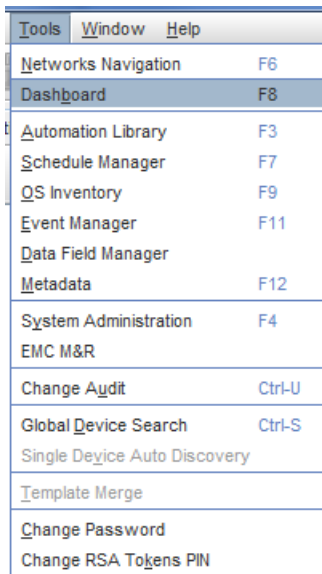 Tools Window Help
Networks Navigation F6
Dashboard F8
Automation Library F3
Schedule Manager F7
OS Inventory F9
Event Manager F11
Data Field Manager
Metadata F12
System Administration F4
EMC M&R
Change Audit Ctrl-U
Global Device Search Ctrl-S
Single Device Auto Discovery
Template Merge
Change Password
Change RSA Tokens PIN